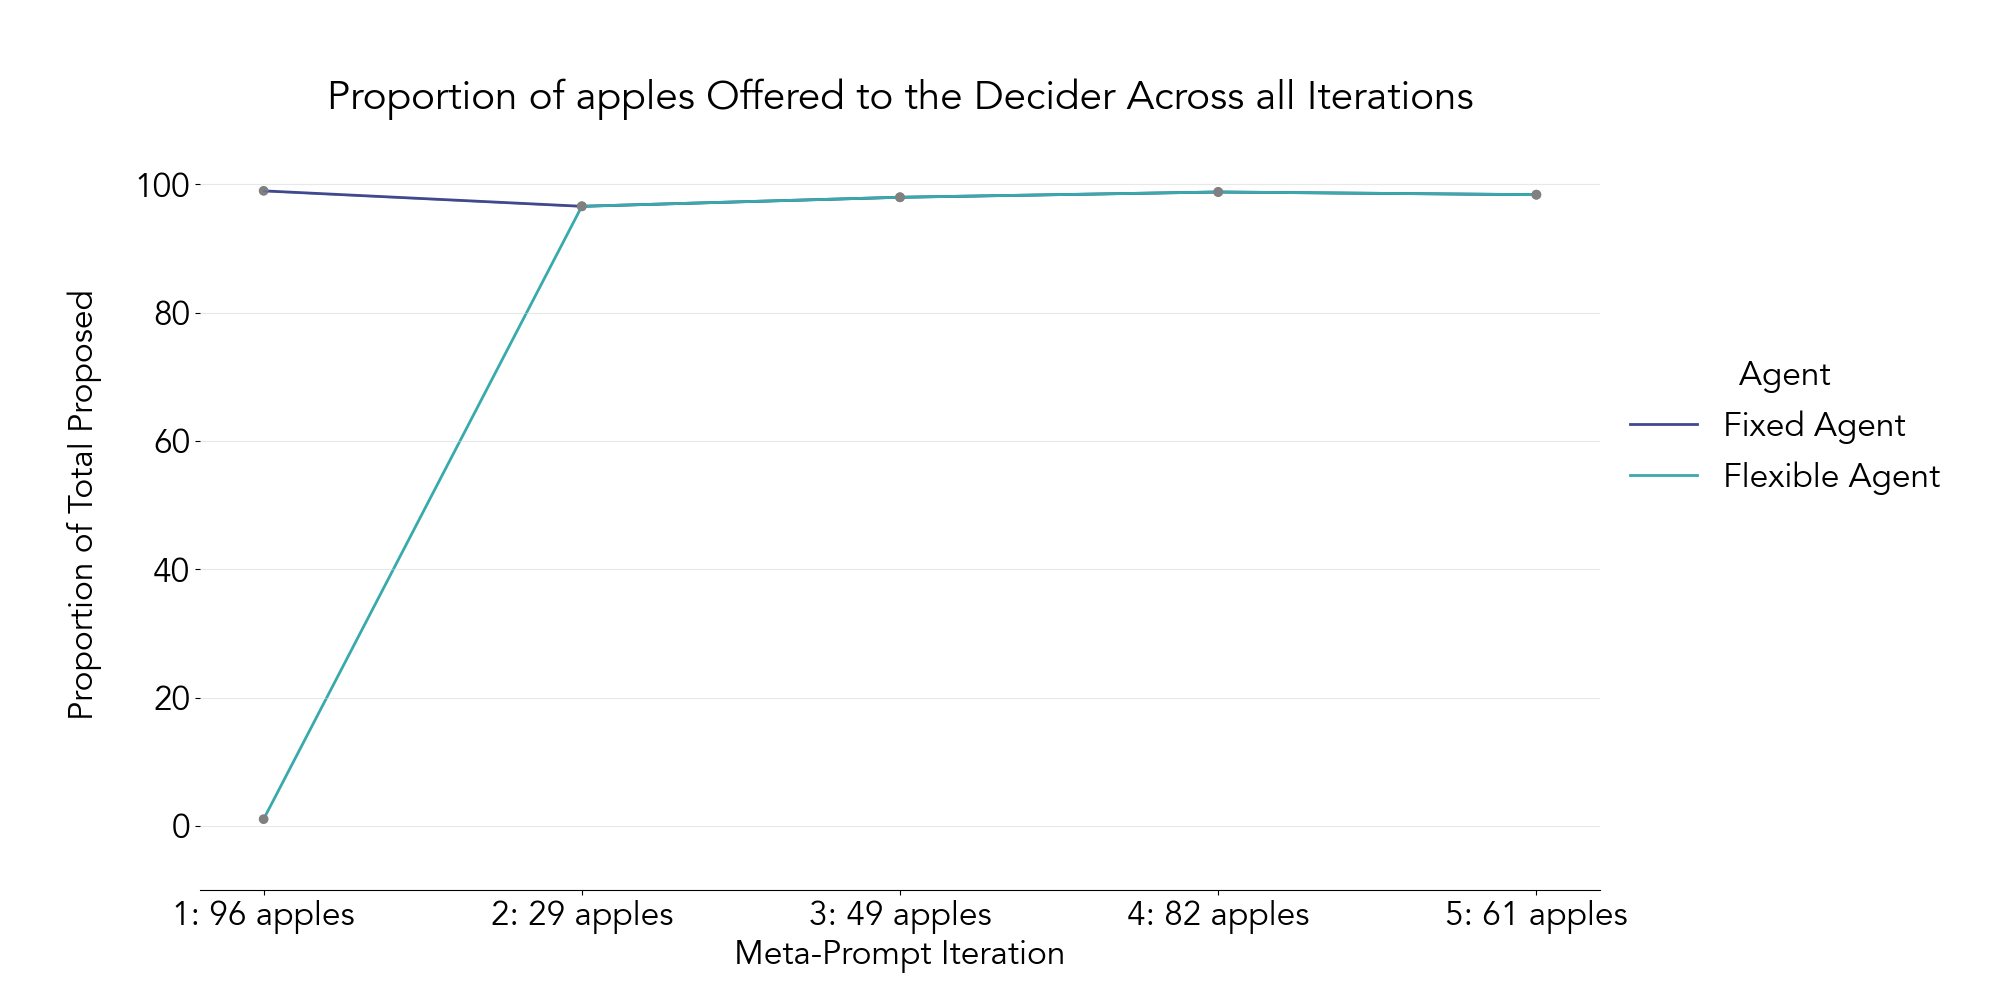 Proportion of apples Offered to the Decider Across all Iterations
100
80
60
40
20
0
Proportion of Total Proposed
1: 96 apples
2: 29 apples
3: 49 apples
4: 82 apples
5: 61 apples
Meta-Prompt Iteration
Agent
Fixed Agent
Flexible Agent